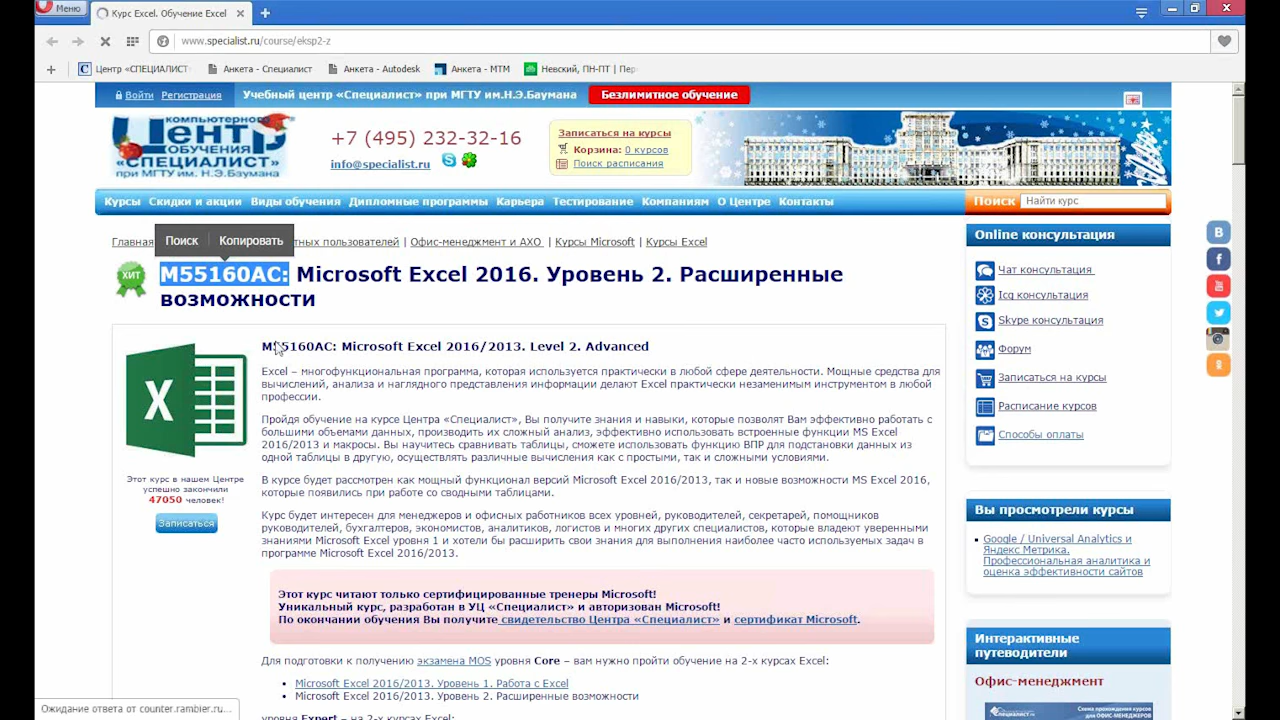 Меню
Курс Excel. Обучение Excel
www.specialist.ru/course/eksp2-z
Центр «СПЕЦИАЛИСТ
Анкета - Специалист
Анкета - Autodesk
Анкета - МТМ
Невский, ПН-ПТ | Пер
Войти
Регистрация
Учебный центр «Специалист» при МГТУ им.Н.Э.Баумана
Безлимитное обучение
компьютерного
Центр
ОБУЧЕНИЯ
«СПЕЦИАЛИСТ»
при МГТУ им. Н.Э.Баумана
+7 (495) 232-32-16
info@specialist.ru
Записаться на курсы
Корзина: 0 курсов
Поиск расписания
Курсы Скидки и акции Виды обучения Дипломные программы Карьера Тестирование Компаниям О Центре Контакты
Поиск Найти курс
Поиск Копировать
Главная тных пользователей | Офис-менеджмент и АХО | Курсы Microsoft | Курсы Excel
ХИТ
M55160AC: Microsoft Excel 2016. Уровень 2. Расширенные
возможности
M55160AC: Microsoft Excel 2016/2013. Level 2. Advanced
Excel – многофункциональная программа, которая используется практически в любой сфере деятельности. Мощные средства для
вычислений, анализа и наглядного представления информации делают Excel практически незаменимым инструментом в любой
профессии.
Пройдя обучение на курсе Центра «Специалист», Вы получите знания и навыки, которые позволят Вам эффективно работать с
большими объемами данных, производить их сложный анализ, эффективно использовать встроенные функции MS Excel
2016/2013 и макросы. Вы научитесь сравнивать таблицы, сможете использовать функцию ВПР для подстановки данных из
одной таблицы в другую, осуществлять различные вычисления как с простыми, так и сложными условиями.
В курсе будет рассмотрен как мощный функционал версий Microsoft Excel 2016/2013, так и новые возможности MS Excel 2016,
которые появились при работе со сводными таблицами.
Курс будет интересен для менеджеров и офисных работников всех уровней, руководителей, секретарей, помощников
руководителей, бухгалтеров, экономистов, аналитиков, логистов и многих других специалистов, которые владеют уверенными
знаниями Microsoft Excel уровня 1 и хотели бы расширить свои знания для выполнения наиболее часто используемых задач в
программе Microsoft Excel 2016/2013.
X
Этот курс в нашем Центре
успешно закончили
47050 человек!
Записаться
Этот курс читают только сертифицированные тренеры Microsoft!
Уникальный курс, разработан в УЦ «Специалист» и авторизован Microsoft!
По окончании обучения Вы получите свидетельство Центра «Специалист» и сертификат Microsoft.
Для подготовки к получению экзамена MOS уровня Core – вам нужно пройти обучение на 2-х курсах Excel:
Microsoft Excel 2016/2013. Уровень 1. Работа с Excel
Microsoft Excel 2016/2013. Уровень 2. Расширенные возможности
уровня Expert – на 2-х курсах Excel:
Online консультация
Чат консультация
Icq консультация
Skype консультация
Форум
Записаться на курсы
Расписание курсов
Способы оплаты
Вы просмотрели курсы
Google / Universal Analytics и
Яндекс Метрика.
Профессиональная аналитика и
оценка эффективности сайтов
Интерактивные
путеводители
Офис-менеджмент
Специалист.ru
Схема прохождения курсов
для ОФИС-МЕНЕДЖЕРОВ
Ожидание ответа от counter.rambler.ru...